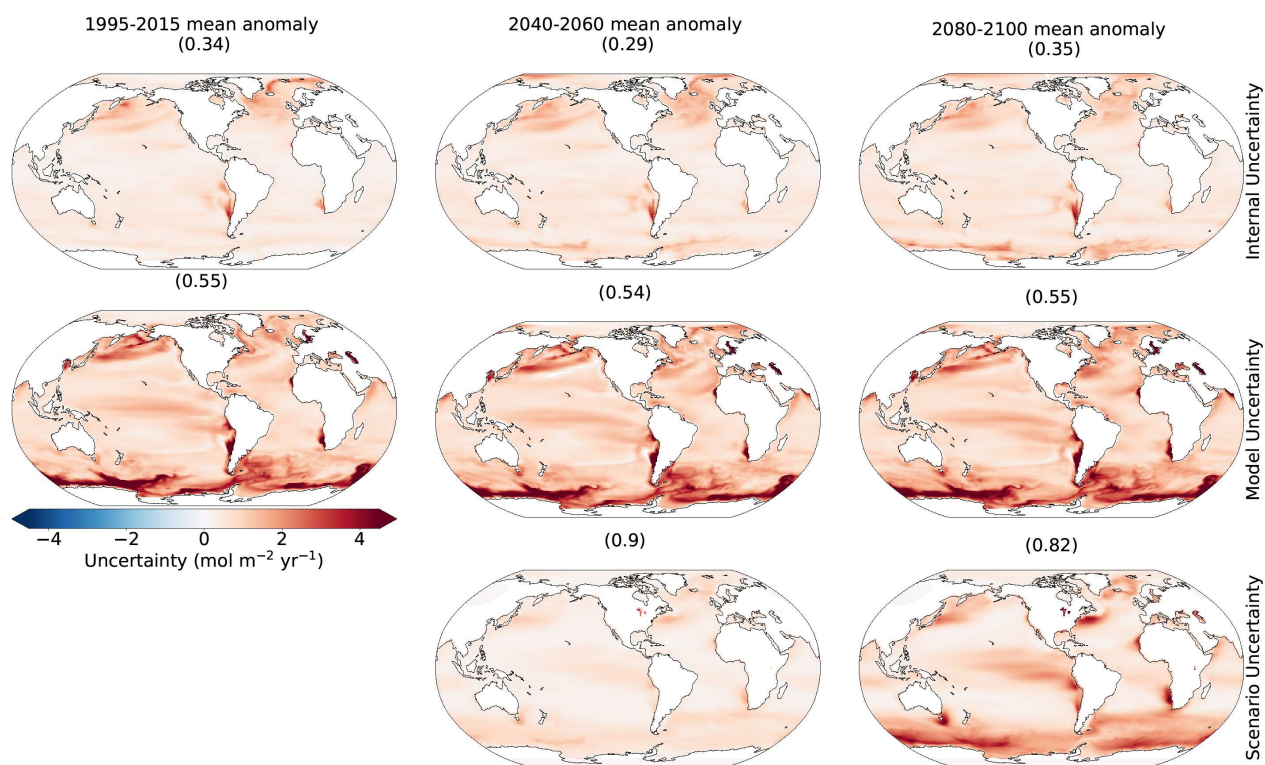 1995-2015 mean anomaly
(0.34)
2040-2060 mean anomaly
(0.29)
2080-2100 mean anomaly
(0.35)
Internal Uncertainty
(0.55)
(0.54)
(0.55)
Model Uncertainty
−4 −2 0 2 4
Uncertainty (mol m⁻² yr⁻¹)
(0.9)
(0.82)
Scenario Uncertainty